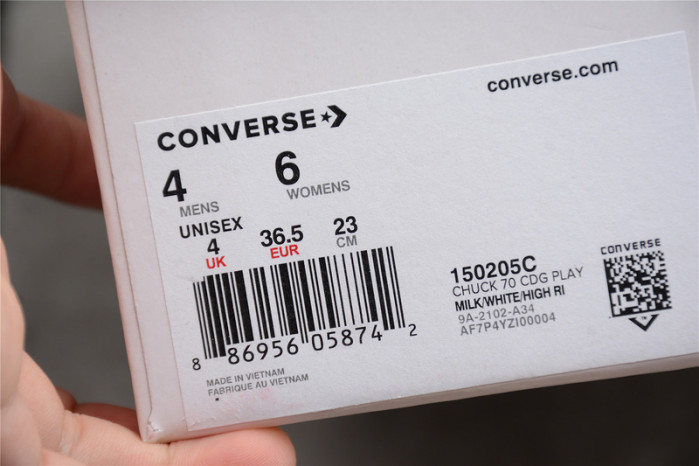 converse.com
CONVERSE
4 6
MENS WOMENS
UNISEX
4 36.5 23
UK EUR CM
8 86956 05874 2
MADE IN VIETNAM
FABRIQUE AU VIETNAM
150205C
CHUCK 70 CDG PLAY
MILK/WHITE/HIGH RI
9A-2102-A34
AF7P4YZI00004
CONVERSE